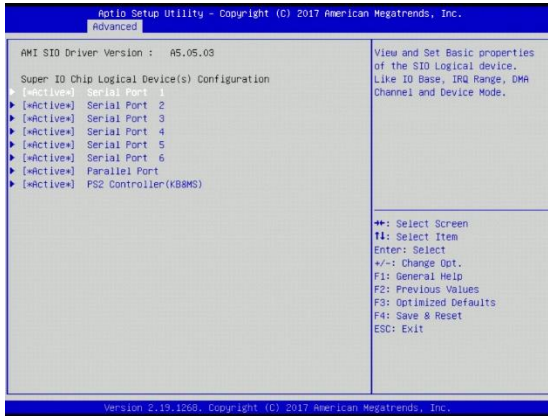 Aptio Setup Utility - Copyright (C) 2017 American Megatrends, Inc.
Advanced
AMI SIO Driver Version : A5.05.03
Super IO Chip Logical Device(s) Configuration
[*Active*] Serial Port 1
[*Active*] Serial Port 2
[*Active*] Serial Port 3
[*Active*] Serial Port 4
[*Active*] Serial Port 5
[*Active*] Serial Port 6
[*Active*] Parallel Port
[*Active*] PS2 Controller(KB&MS)
View and Set Basic properties
of the SIO Logical device.
Like IO Base, IRQ Range, DMA
Channel and Device Mode.
→←: Select Screen
↑↓: Select Item
Enter: Select
+/-: Change Opt.
F1: General Help
F2: Previous Values
F3: Optimized Defaults
F4: Save & Reset
ESC: Exit
Version 2.19.1268. Copyright (C) 2017 American Megatrends, Inc.